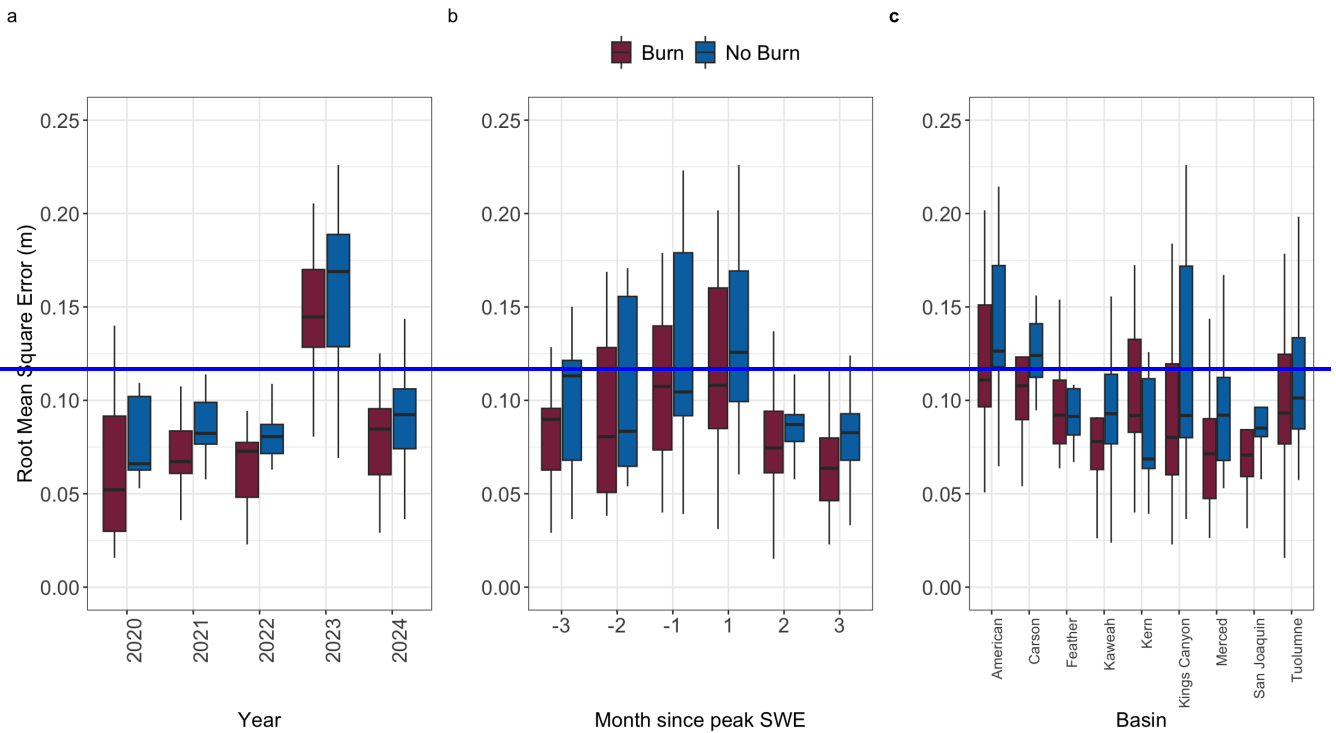 a
b
c
Burn
No Burn
Root Mean Square Error (m)
0.25
0.20
0.15
0.10
0.05
0.00
2020
2021
2022
2023
2024
Year
0.25
0.20
0.15
0.10
0.05
0.00
-3
-2
-1
1
2
3
Month since peak SWE
0.25
0.20
0.15
0.10
0.05
0.00
American
Carson
Feather
Kaweah
Kern
Kings Canyon
Merced
San Joaquin
Tuolumne
Basin